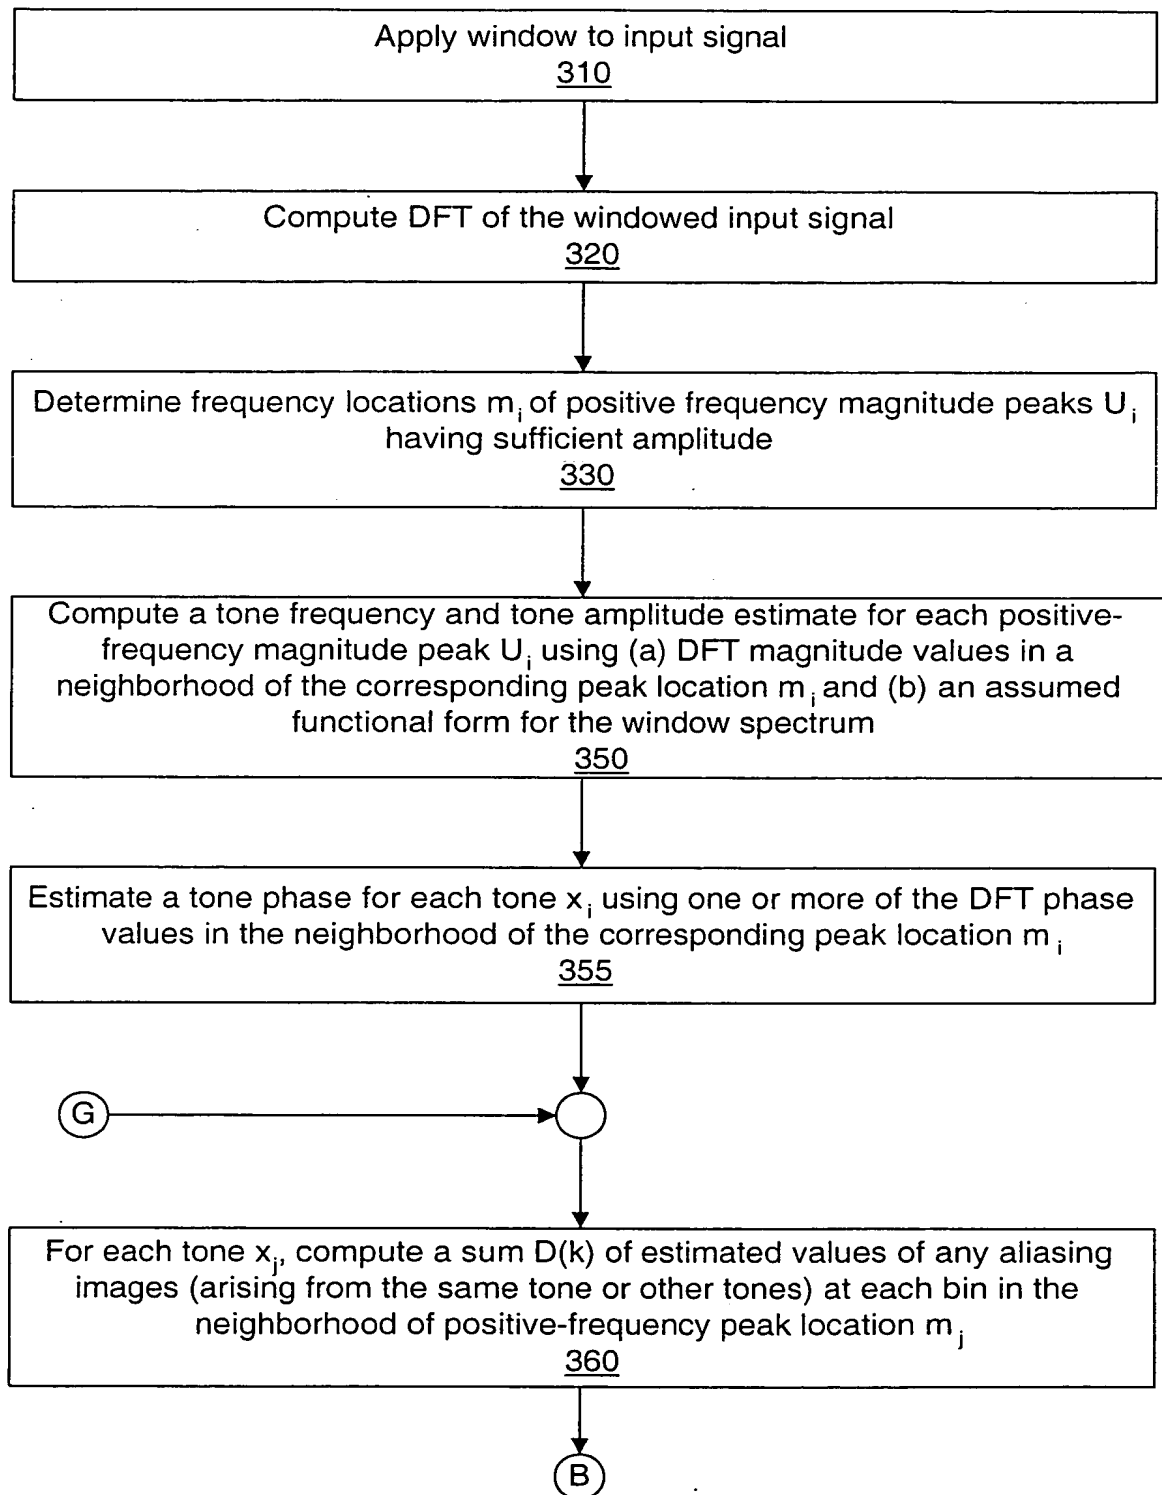 Apply window to input signal
310
Compute DFT of the windowed input signal
320
Determine frequency locations m_i of positive frequency magnitude peaks U_i
having sufficient amplitude
330
Compute a tone frequency and tone amplitude estimate for each positive-
frequency magnitude peak U_i using (a) DFT magnitude values in a
neighborhood of the corresponding peak location m_i and (b) an assumed
functional form for the window spectrum
350
Estimate a tone phase for each tone x_i using one or more of the DFT phase
values in the neighborhood of the corresponding peak location m_i
355
G
For each tone x_j, compute a sum D(k) of estimated values of any aliasing
images (arising from the same tone or other tones) at each bin in the
neighborhood of positive-frequency peak location m_j
360
B